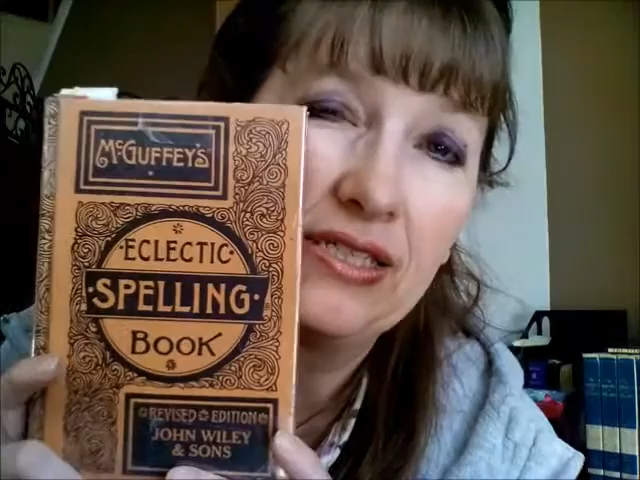 McGUFFEY'S
ECLECTIC
SPELLING
BOOK
REVISED EDITION
JOHN WILEY
& SONS